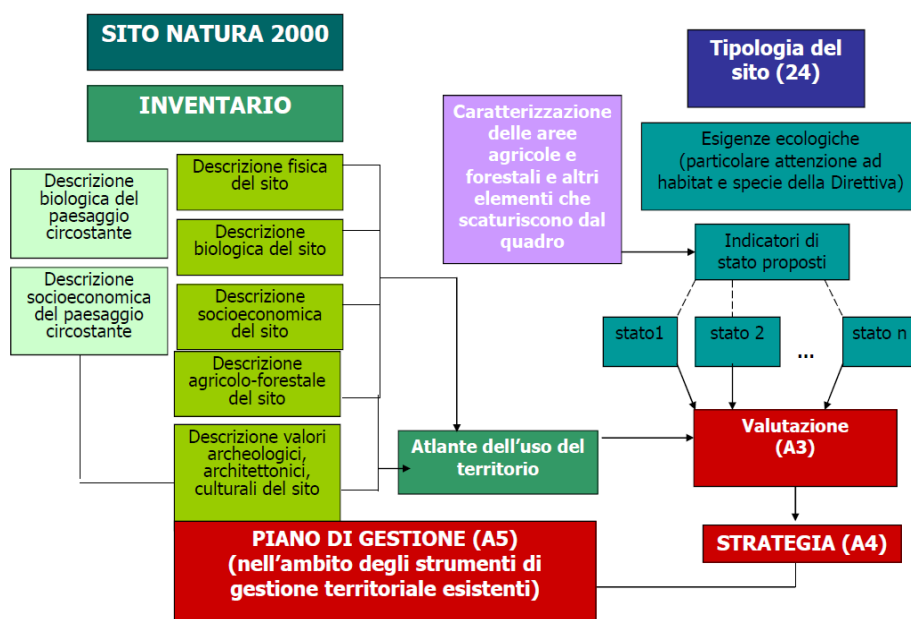 SITO NATURA 2000
INVENTARIO
Descrizione
biologica del
paesaggio
circostante
Descrizione
socioeconomica
del paesaggio
circostante
Descrizione fisica
del sito
Descrizione
biologica del sito
Descrizione
socioeconomica
del sito
Descrizione
agricolo-forestale
del sito
Descrizione valori
archeologici,
architettonici,
culturali del sito
Caratterizzazione
delle aree
agricole e
forestali e altri
elementi che
scaturiscono dal
quadro
Atlante dell'uso del
territorio
Tipologia del
sito (24)
Esigenze ecologiche
(particolare attenzione ad
habitat e specie della Direttiva)
Indicatori di
stato proposti
stato1
stato 2
...
stato n
Valutazione
(A3)
STRATEGIA (A4)
PIANO DI GESTIONE (A5)
(nell'ambito degli strumenti di
gestione territoriale esistenti)